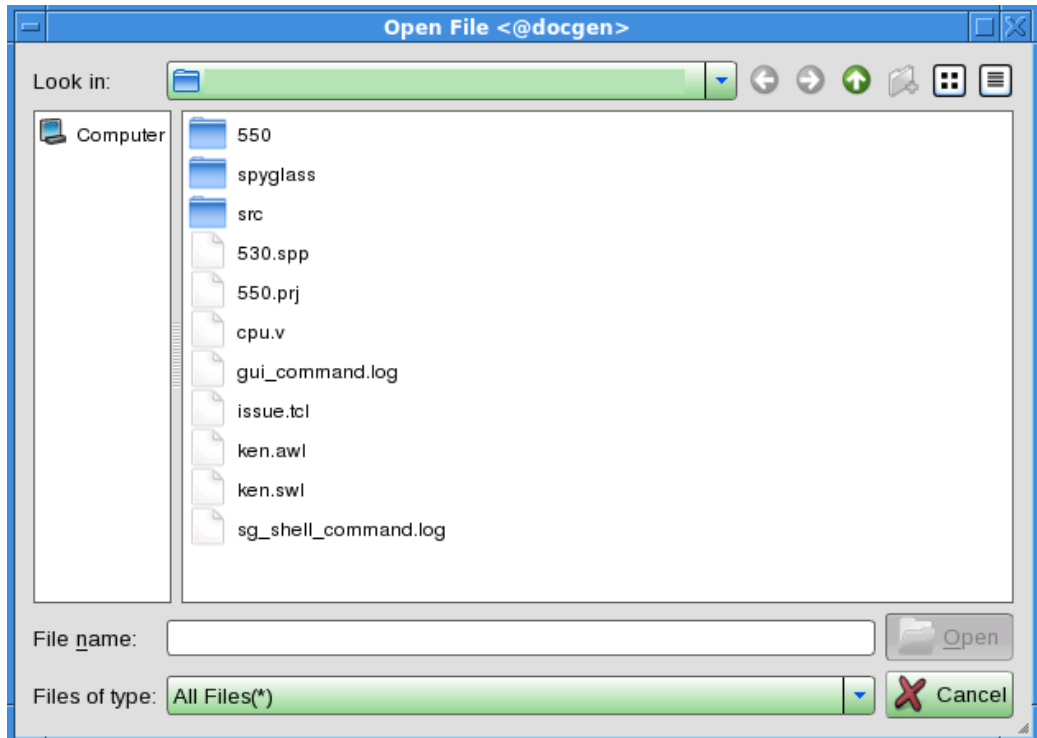 Open File <@docgen>
Look in:
Computer
550
spyglass
src
530.spp
550.prj
cpu.v
gui_command.log
issue.tcl
ken.awl
ken.swl
sg_shell_command.log
File name:
Open
Files of type: All Files(*)
Cancel